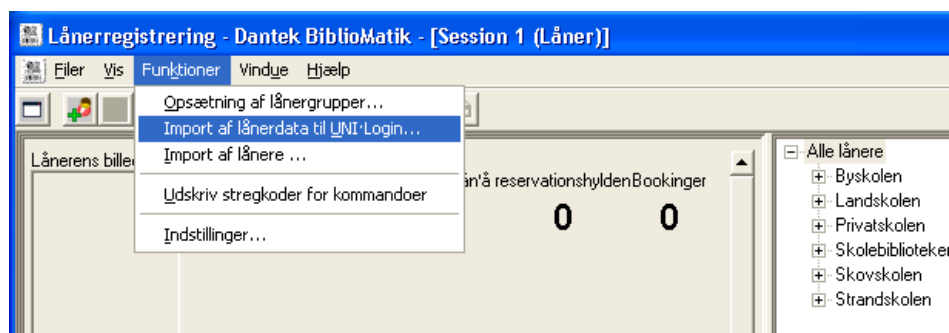 Lånerregistrering - Dantek BiblioMatik - [Session 1 (Låner)]
Filer Vis Funktioner Vindue Hjælp
Opsætning af lånergrupper...
Import af lånerdata til UNI·Login...
Import af lånere ...
Udskriv stregkoder for kommandoer
Indstillinger...
Lånerens
reservationshylden Bookinger
0 0
Alle lånere
Byskolen
Landskolen
Privatskolen
Skolebiblioteker
Skovskolen
Strandskolen